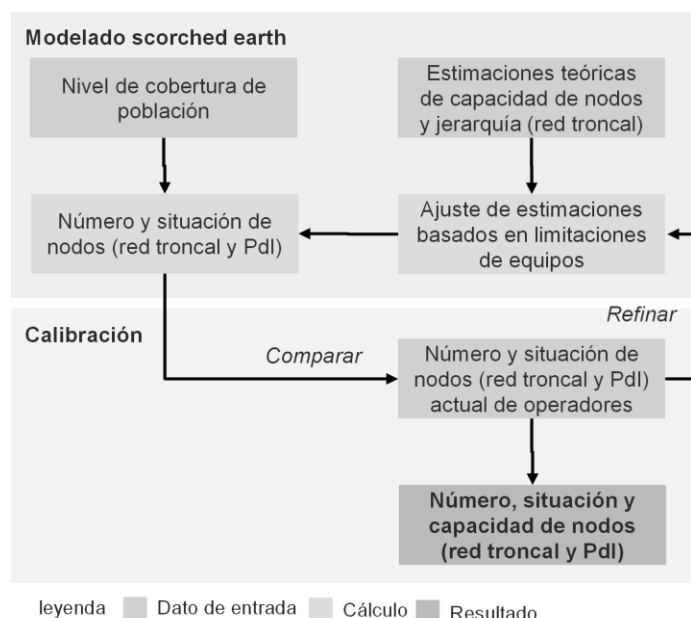 Modelado scorched earth
Nivel de cobertura de
población
Estimaciones teóricas
de capacidad de nodos
y jerarquía (red troncal)
Número y situación de
nodos (red troncal y PdI)
Ajuste de estimaciones
basados en limitaciones
de equipos
Refinar
Calibración
Comparar
Número y situación de
nodos (red troncal y PdI)
actual de operadores
Número, situación y
capacidad de nodos
(red troncal y PdI)
leyenda Dato de entrada Cálculo Resultado